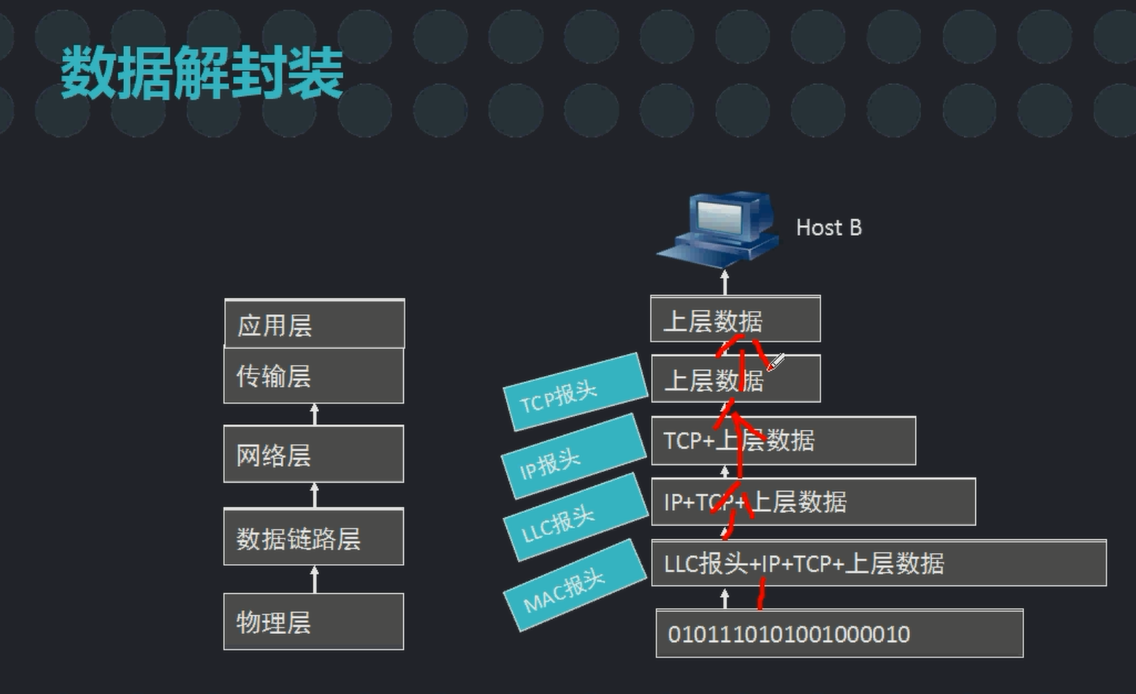 数据解封装
Host B
应用层
传输层
网络层
数据链路层
物理层
上层数据
TCP报头
上层数据
IP报头
TCP+上层数据
LLC报头
IP+TCP+上层数据
MAC报头
LLC报头+IP+TCP+上层数据
0101110101001000010